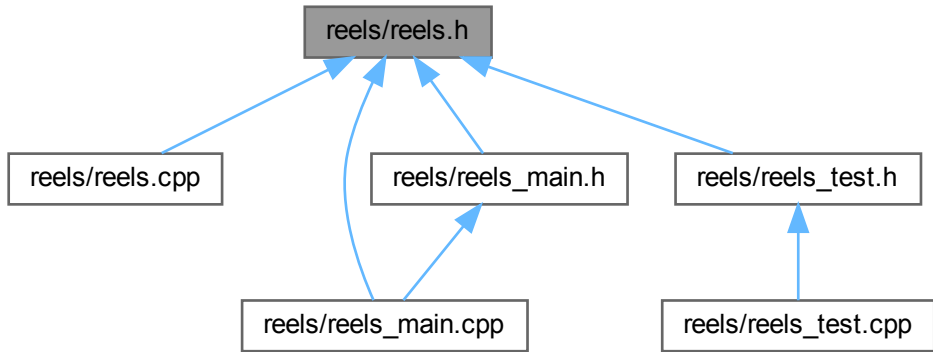 reels/reels.h
reels/reels.cpp
reels/reels_main.h
reels/reels_test.h
reels/reels_main.cpp
reels/reels_test.cpp